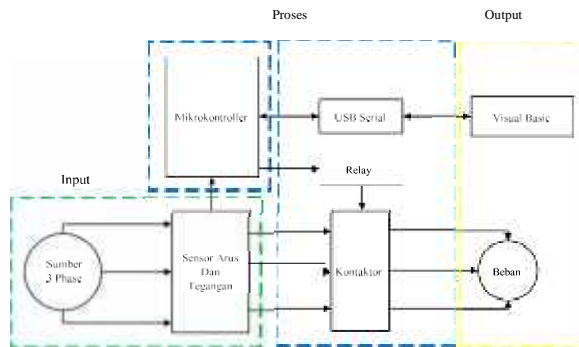 Proses
Output
Mikrokontroller
USB Serial
Visual Basic
Relay
Input
Sumber
3 Phase
Sensor Arus
Dan
Tegangan
Kontaktor
Beban